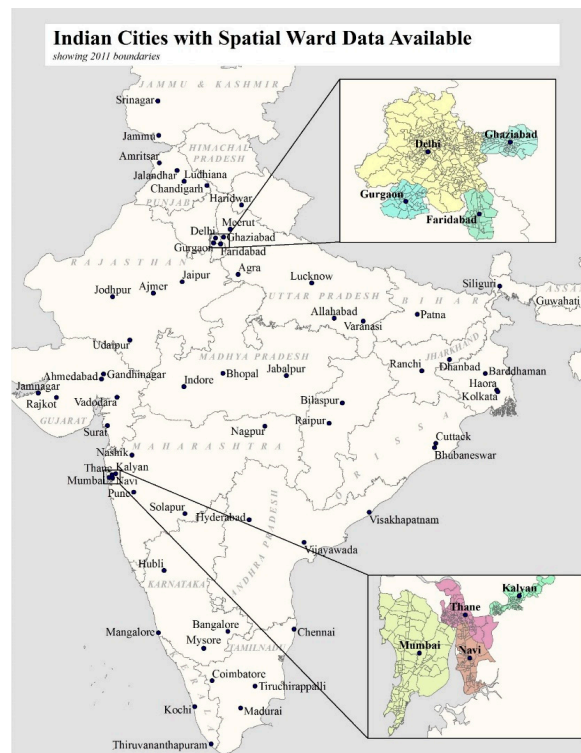 Indian Cities with Spatial Ward Data Available
showing 2011 boundaries
JAMMU & KASHMIR
Srinagar
Jammu
HIMACHAL
PRADESH
Amritsar
Jalandhar
Ludhiana
Chandigarh
PUNJAB
Haridwar
Meerut
Delhi
Ghaziabad
Gurgaon
Faridabad
Delhi
Ghaziabad
Gurgaon
Faridabad
RAJASTHAN
Agra
Jaipur
Lucknow
Siliguri
ASSA
Jodhpur
Ajmer
UTTAR PRADESH
BIHAR
Guwahati
Allahabad
Varanasi
Patna
Udaipur
MADHYA PRADESH
JHARKHAND
Ahmedabad
Gandhinagar
Bhopal
Jabalpur
Ranchi
Dhanbad
Barddhaman
Jamnagar
Indore
Haora
Rajkot
Vadodara
Kolkata
Bilaspur
GUJARAT
Surat
Nagpur
Raipur
MAHARASHTRA
ORISSA
Cuttack
Nashik
Bhubaneswar
Thane
Kalyan
Mumbai
Navi
Pune
Solapur
Hyderabad
Visakhapatnam
ANDHRA PRADESH
Vijayawada
Hubli
KARNATAKA
Kalyan
Thane
Mumbai
Navi
Mangalore
Bangalore
Chennai
Mysore
TAMILNADU
Coimbatore
Tiruchirappalli
Kochi
Madurai
Thiruvananthapuram